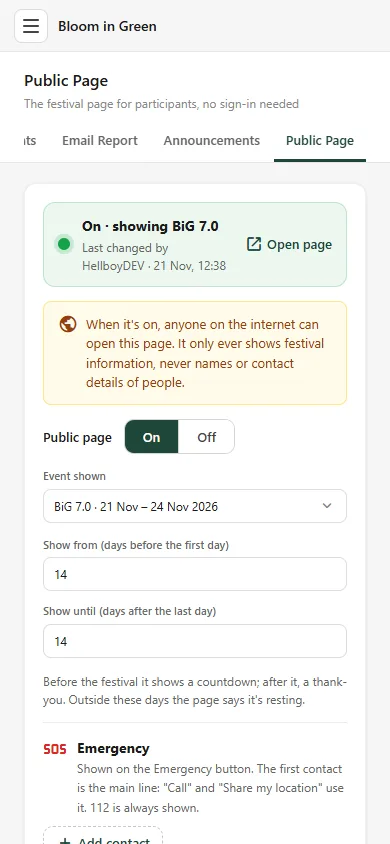 Bloom in Green
Public Page
The festival page for participants, no sign-in needed
nts Email Report Announcements Public Page
On · showing BiG 7.0
Last changed by
HellboyDEV · 21 Nov, 12:38
Open page
When it's on, anyone on the internet can
open this page. It only ever shows festival
information, never names or contact
details of people.
Public page On Off
Event shown
BiG 7.0 · 21 Nov – 24 Nov 2026
Show from (days before the first day)
14
Show until (days after the last day)
14
Before the festival it shows a countdown; after it, a thank-
you. Outside these days the page says it's resting.
SOS Emergency
Shown on the Emergency button. The first contact
is the main line: "Call" and "Share my location" use
it. 112 is always shown.
+ Add contact